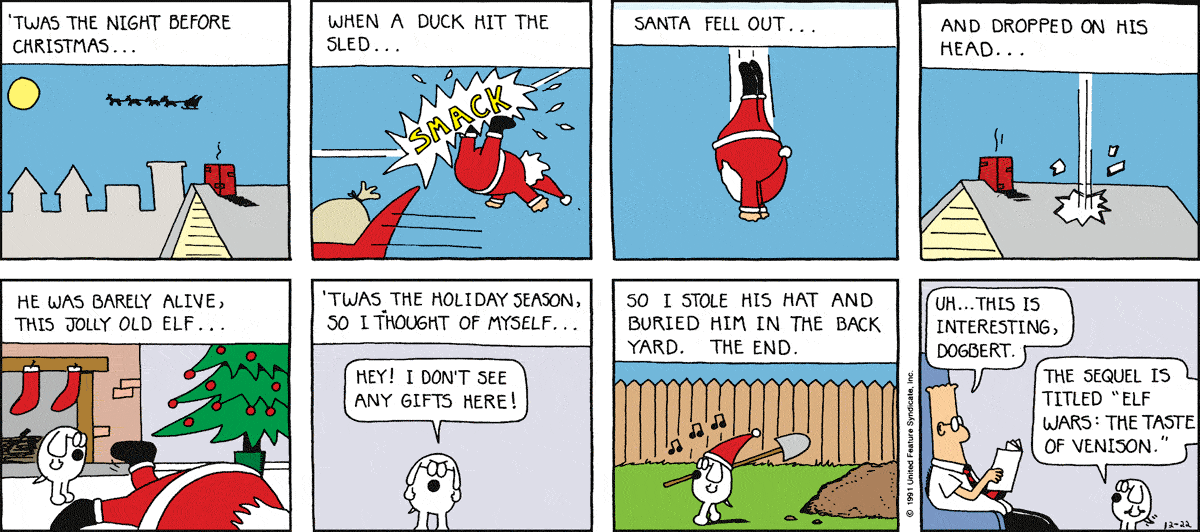 'TWAS THE NIGHT BEFORE
CHRISTMAS...
WHEN A DUCK HIT THE
SLED...
SMACK
SANTA FELL OUT...
AND DROPPED ON HIS
HEAD...
HE WAS BARELY ALIVE,
THIS JOLLY OLD ELF...
'TWAS THE HOLIDAY SEASON,
SO I THOUGHT OF MYSELF...
HEY! I DON'T SEE
ANY GIFTS HERE!
SO I STOLE HIS HAT AND
BURIED HIM IN THE BACK
YARD. THE END.
© 1991 United Feature Syndicate, Inc.
UH...THIS IS
INTERESTING,
DOGBERT.
THE SEQUEL IS
TITLED "ELF
WARS: THE TASTE
OF VENISON."
12-22